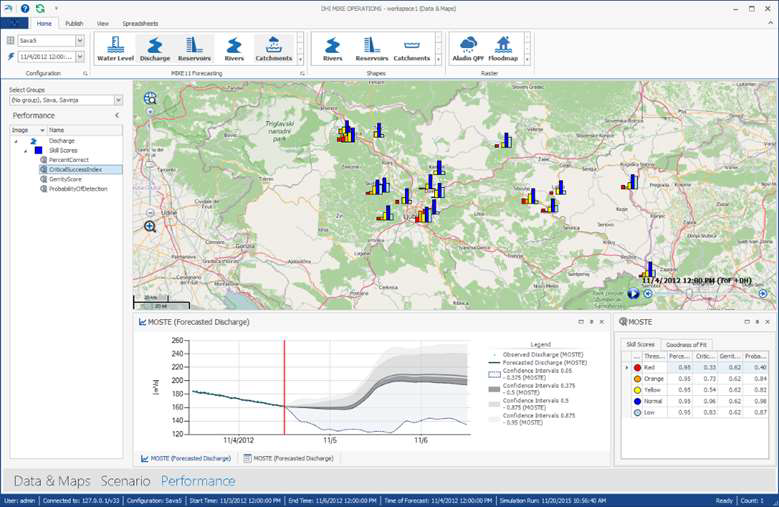 DHI MIKE OPERATIONS - workspace1 (Data & Maps)
Home Publish View Spreadsheets
Sava5
11/4/2012 12:00:...
Water Level Discharge Reservoirs Rivers Catchments
Rivers Reservoirs Catchments
Aladin QPF Floodmap
Configuration MIKE11 Forecasting Shapes Raster
Select Groups
(No group), Sava, Savinja
Performance
Image Name
Discharge
Skill Scores
PercentCorrect
CriticalSuccessIndex
GerrityScore
ProbabilityOfDetection
Triglavski
narodni
park
Udine
Gorizia
11/4/2012 12:00 PM (ToF +0H)
MOSTE (Forecasted Discharge)
260
240
220
200
180
160
140
120
[m³/s]
11/4/2012 11/5 11/6
Legend
Observed Discharge (MOSTE)
Forecasted Discharge (MOSTE)
Confidence Intervals 0.05
- 0.375 (MOSTE)
Confidence Intervals 0.375
- 0.5 (MOSTE)
Confidence Intervals 0.5
- 0.875 (MOSTE)
Confidence Intervals 0.875
- 0.95 (MOSTE)
MOSTE (Forecasted Discharge) MOSTE (Forecasted Discharge)
MOSTE
Skill Scores Goodness of Fit
... Thres... Perce... Critic... Gerrit... Proba...
Red 0.95 0.33 0.62 0.40
Orange 0.95 0.73 0.62 0.84
Yellow 0.95 0.54 0.62 0.82
Normal 0.95 0.96 0.62 0.98
Low 0.95 0.83 0.62 0.87
Data & Maps Scenario Performance
User: admin Connected to: 127.0.0.1/v33 Configuration: Sava5 Start Time: 11/3/2012 12:00:00 PM End Time: 11/6/2012 12:00:00 PM Time of Forecast: 11/4/2012 12:00:00 PM Simulation Run: 11/20/2015 10:56:40 AM Ready Count: 1